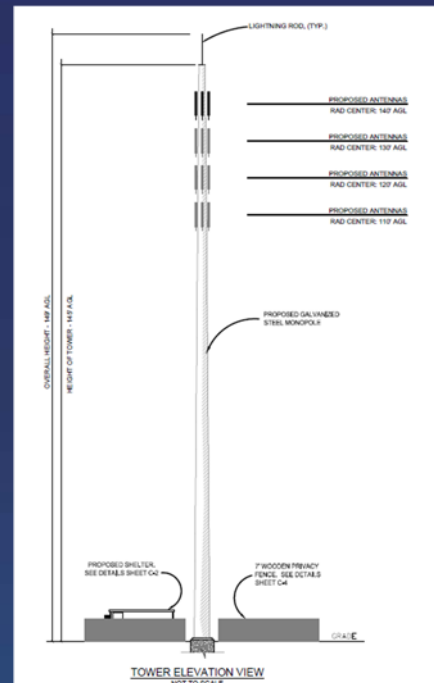 LIGHTNING ROD, (TYP.)
PROPOSED ANTENNAS
RAD CENTER: 140' AGL
PROPOSED ANTENNAS
RAD CENTER: 130' AGL
PROPOSED ANTENNAS
RAD CENTER: 120' AGL
PROPOSED ANTENNAS
RAD CENTER: 110' AGL
OVERALL HEIGHT - 149' AGL
HEIGHT OF TOWER - 145' AGL
PROPOSED GALVANIZED
STEEL MONOPOLE
PROPOSED SHELTER,
SEE DETAILS SHEET C-2
7' WOODEN PRIVACY
FENCE. SEE DETAILS
SHEET C-4
GRADE
TOWER ELEVATION VIEW
NOT TO SCALE